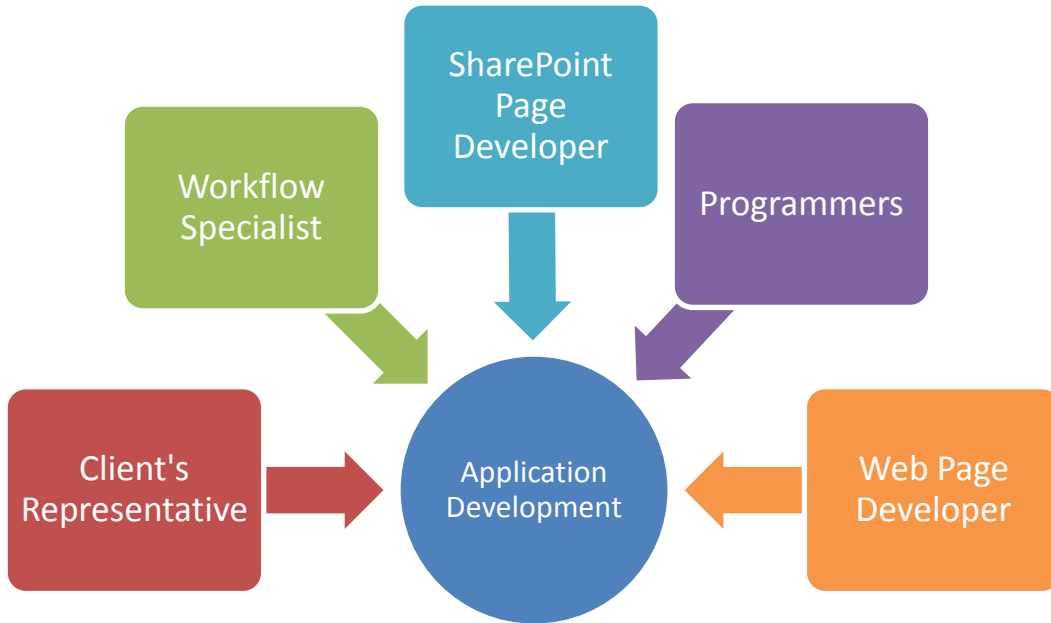 SharePoint
Page
Developer
Workflow
Specialist
Programmers
Client's
Representative
Application
Development
Web Page
Developer